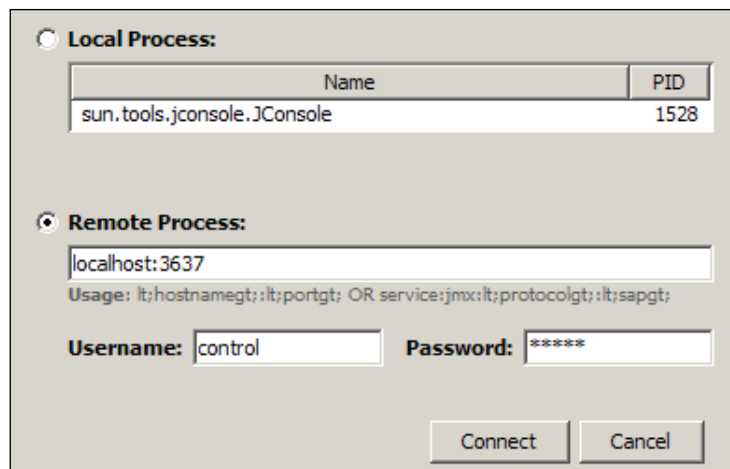 Local Process:
Name PID
sun.tools.jconsole.JConsole 1528
Remote Process:
localhost:3637
Usage: lt;hostnamegt;:lt;portgt; OR service:jmx:lt;protocolgt;:lt;sapgt;
Username: control Password: *****
Connect Cancel